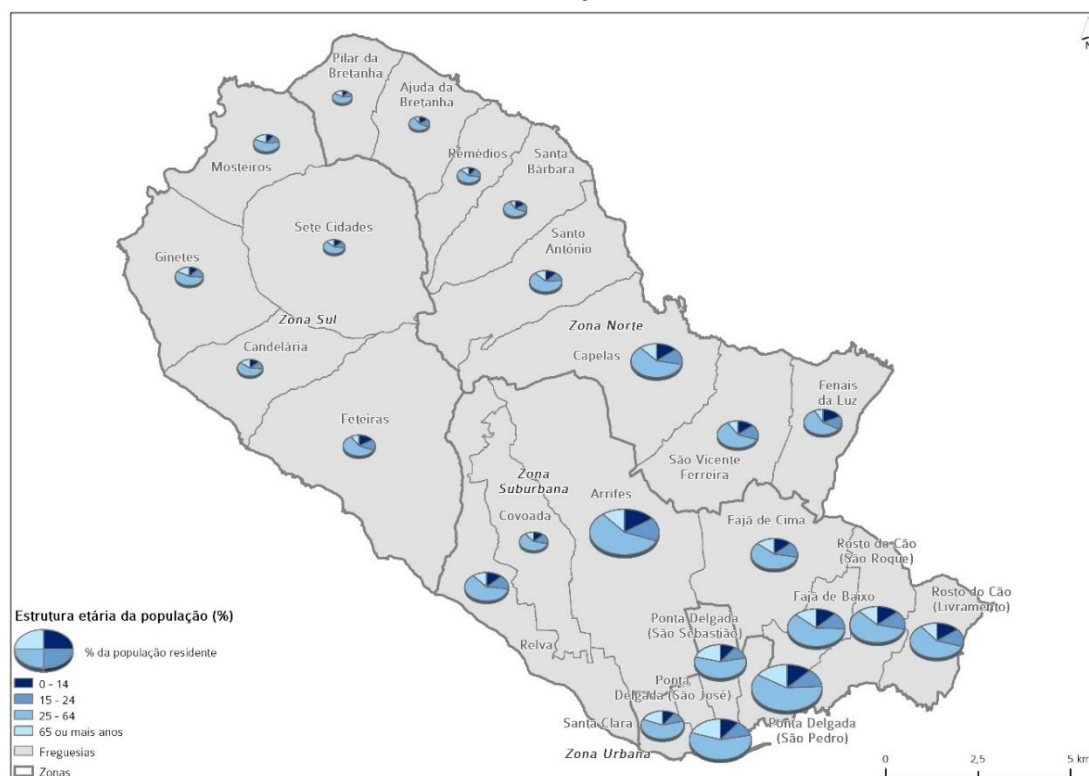 N
Pilar da
Bretanha
Ajuda da
Bretanha
Mosteiros
Remédios
Santa
Bárbara
Sete Cidades
Santo
António
Ginetes
Zona Sul
Zona Norte
Candelária
Capelas
Fenais
da Luz
Feteiras
São Vicente
Ferreira
Zona
Suburbana
Arrifes
Covoada
Fajã de Cima
Rosto do Cão
(São Roque)
Rosto do Cão
(Livramento)
Fajã de Baixo
Ponta Delgada
(São Sebastião)
Relva
Ponta
Delgada (São José)
Santa Clara
Ponta Delgada
(São Pedro)
Zona Urbana
Estrutura etária da população (%)
% da população residente
0 - 14
15 - 24
25 - 64
65 ou mais anos
Freguesias
Zonas
0 2,5 5 km